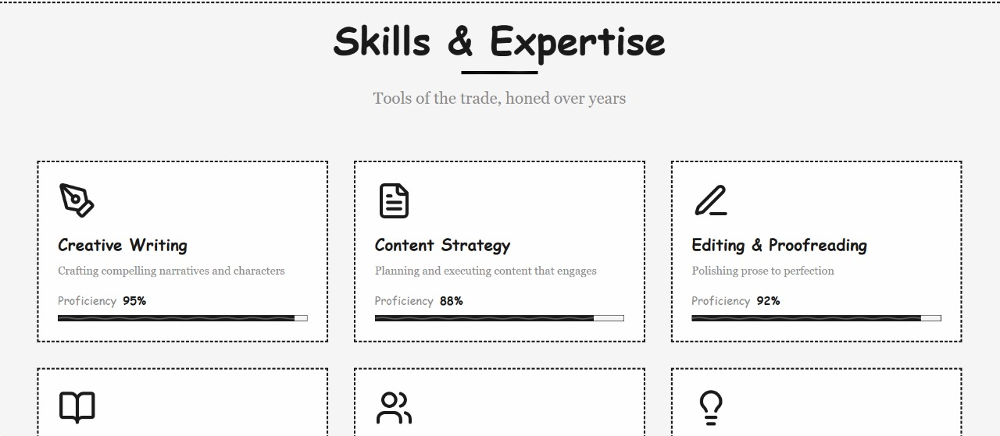 Skills & Expertise
Tools of the trade, honed over years
Creative Writing
Crafting compelling narratives and characters
Proficiency 95%
Content Strategy
Planning and executing content that engages
Proficiency 88%
Editing & Proofreading
Polishing prose to perfection
Proficiency 92%